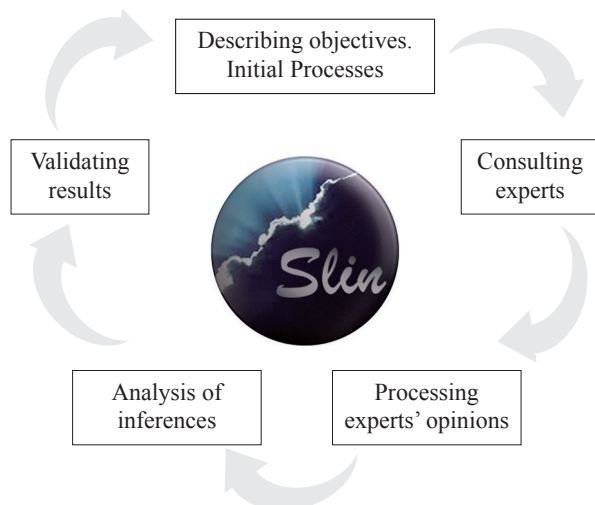 Describing objectives.
Initial Processes
Consulting
experts
Processing
experts’ opinions
Analysis of
inferences
Validating
results
Slin